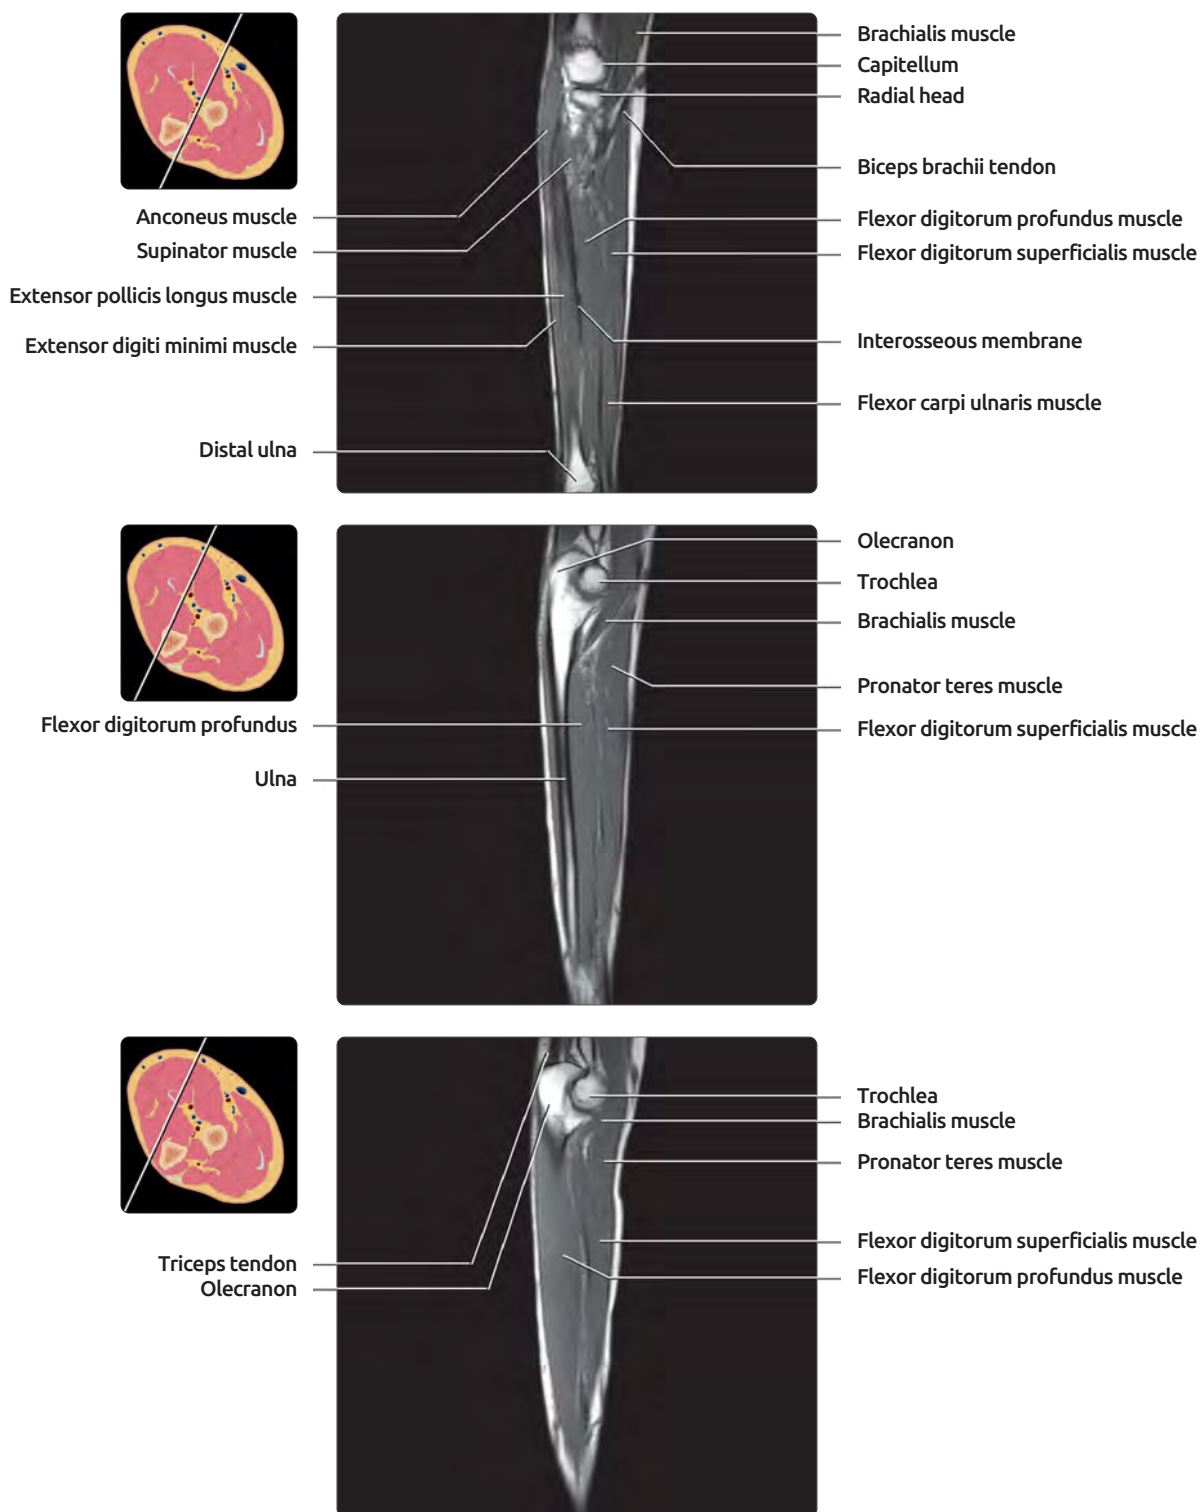 Brachialis muscle
Capitellum
Radial head
Biceps brachii tendon
Anconeus muscle
Flexor digitorum profundus muscle
Supinator muscle
Flexor digitorum superficialis muscle
Extensor pollicis longus muscle
Extensor digiti minimi muscle
Interosseous membrane
Flexor carpi ulnaris muscle
Distal ulna
Olecranon
Trochlea
Brachialis muscle
Pronator teres muscle
Flexor digitorum profundus
Flexor digitorum superficialis muscle
Ulna
Trochlea
Brachialis muscle
Pronator teres muscle
Flexor digitorum superficialis muscle
Triceps tendon
Flexor digitorum profundus muscle
Olecranon